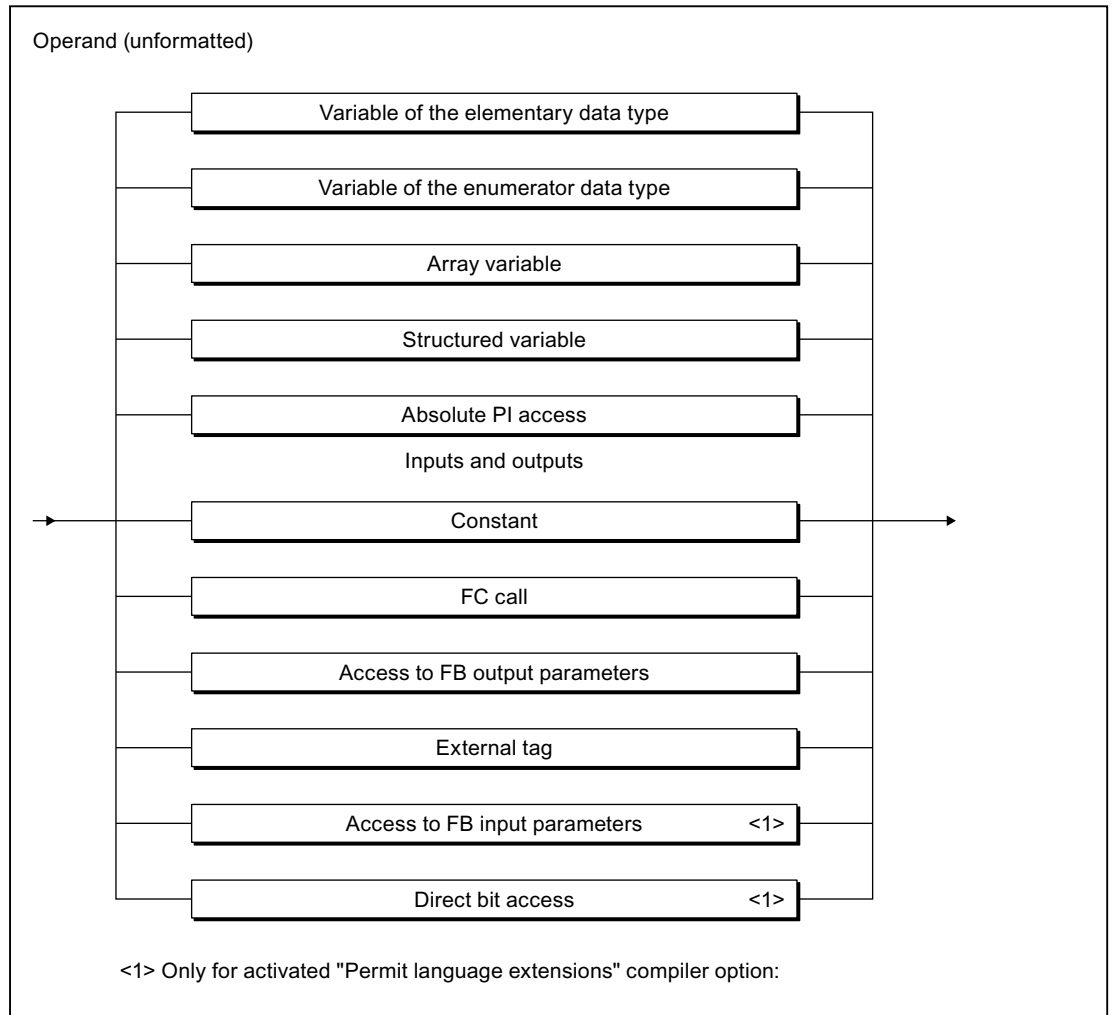 Operand (unformatted)
Variable of the elementary data type
Variable of the enumerator data type
Array variable
Structured variable
Absolute PI access
Inputs and outputs
Constant
FC call
Access to FB output parameters
External tag
Access to FB input parameters <1>
Direct bit access <1>
<1> Only for activated "Permit language extensions" compiler option: